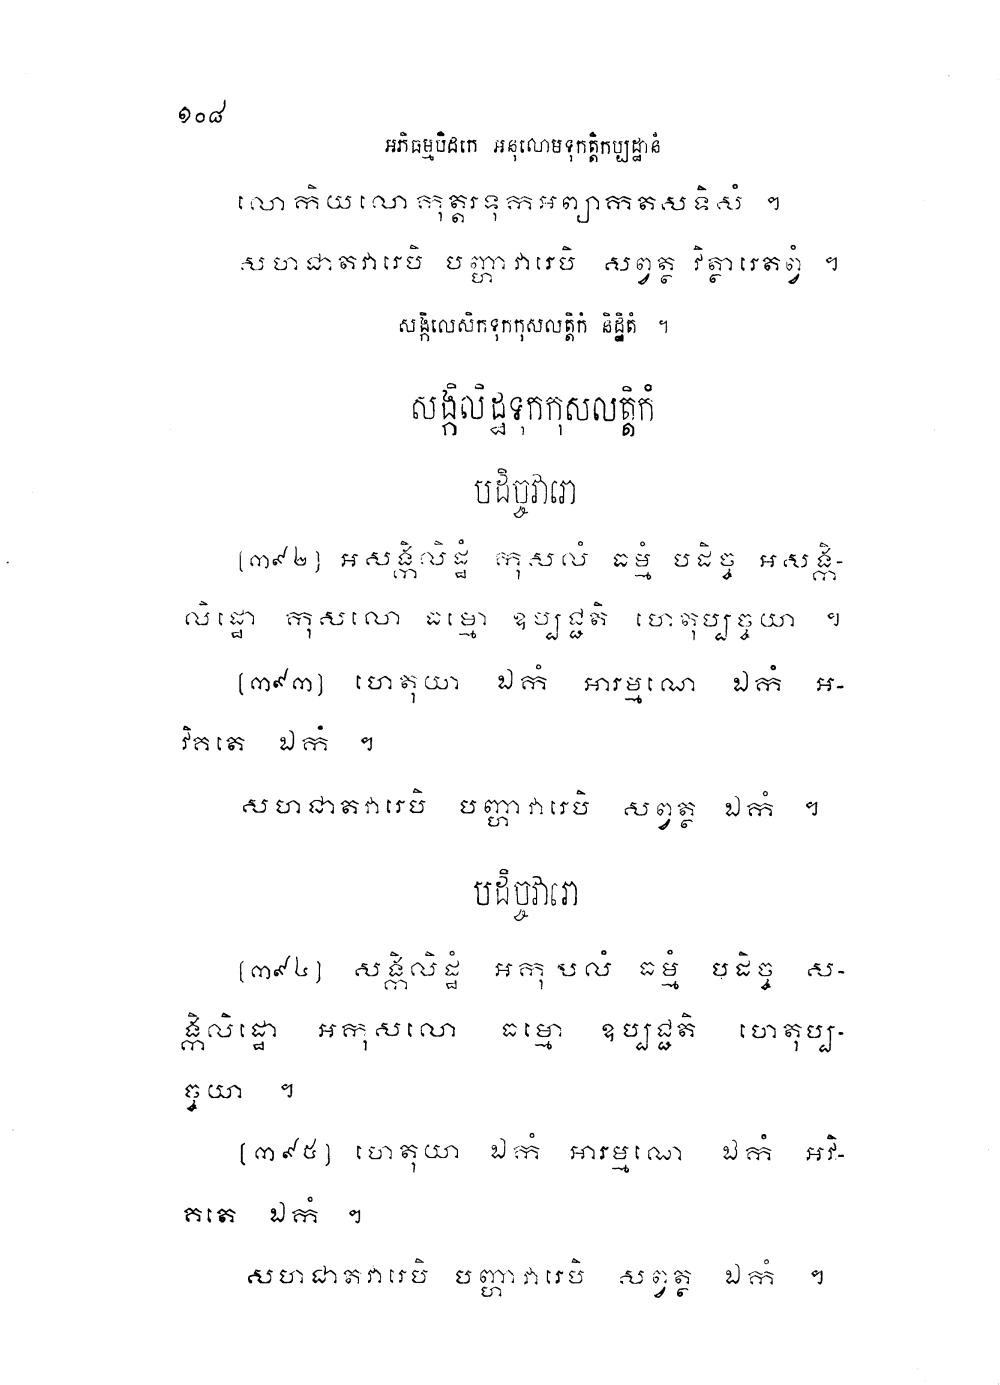 ១០៨
អភិធម្មបិដកេ អនុលោមទុកត្តិកប្បដ្ឋានំ
លោកិយលោកុត្តរទុកអព្យាកតសទិសំ ។
សហជាតវារេបិ បញ្ហាវារេបិ សព្វត្ថ វិត្ថារេតព្វំ ។
សង្កិលេសិកទុកកុសលត្តិកំ និដ្ឋិតំ ។
សង្កិលិដ្ឋទុកកុសលត្តិកំ
បដិច្ចវារោ
[៣៩២] អសង្កិលិដ្ឋំ កុសលំ ធម្មំ បដិច្ច អសង្កិ-
លិដ្ឋោ កុសលោ ធម្មោ ឧប្បជ្ជតិ ហេតុប្បច្ចយា ។
[៣៩៣] ហេតុយា ឯកំ អារម្មណេ ឯកំ អ-
វិគតេ ឯកំ ។
សហជាតវារេបិ បញ្ហាវារេបិ សព្វត្ថ ឯកំ ។
បដិច្ចវារោ
[៣៩៤] សង្កិលិដ្ឋំ អកុសលំ ធម្មំ បដិច្ច ស-
ង្កិលិដ្ឋោ អកុសលោ ធម្មោ ឧប្បជ្ជតិ ហេតុប្ប-
ច្ចយា ។
[៣៩៥] ហេតុយា ឯកំ អារម្មណេ ឯកំ អវិ-
គតេ ឯកំ ។
សហជាតវារេបិ បញ្ហាវារេបិ សព្វត្ថ ឯកំ ។